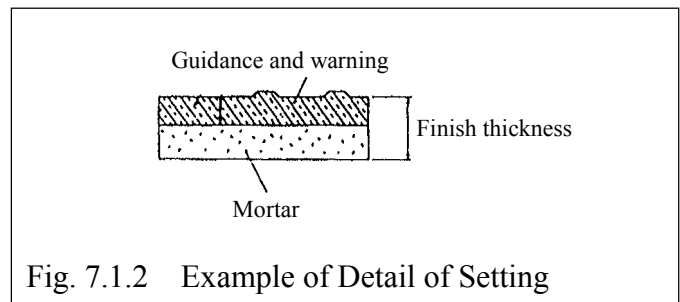 Guidance and warning
Finish thickness
Mortar
Fig. 7.1.2 Example of Detail of Setting